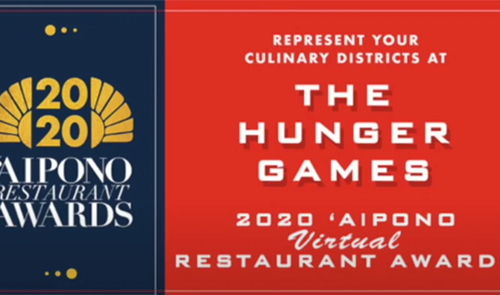 20
20
'AIPONO
RESTAURANT
AWARDS
REPRESENT YOUR
CULINARY DISTRICTS AT
THE
HUNGER
GAMES
2020 'AIPONO
Virtual
RESTAURANT AWARD